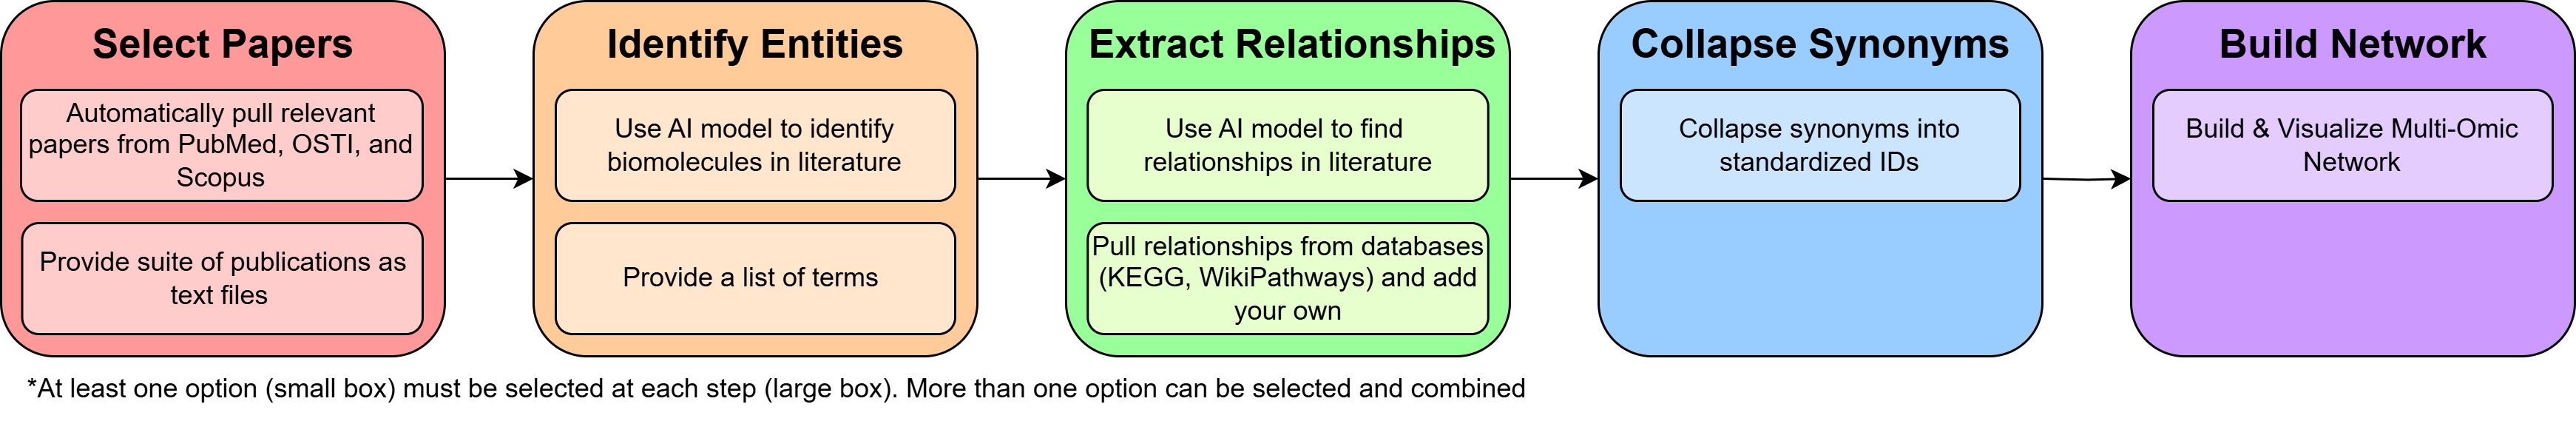 Select Papers
Automatically pull relevant
papers from PubMed, OSTI, and
Scopus
Provide suite of publications as
text files
Identify Entities
Use AI model to identify
biomolecules in literature
Provide a list of terms
Extract Relationships
Use AI model to find
relationships in literature
Pull relationships from databases
(KEGG, WikiPathways) and add
your own
Collapse Synonyms
Collapse synonyms into
standardized IDs
Build Network
Build & Visualize Multi-Omic
Network
*At least one option (small box) must be selected at each step (large box). More than one option can be selected and combined